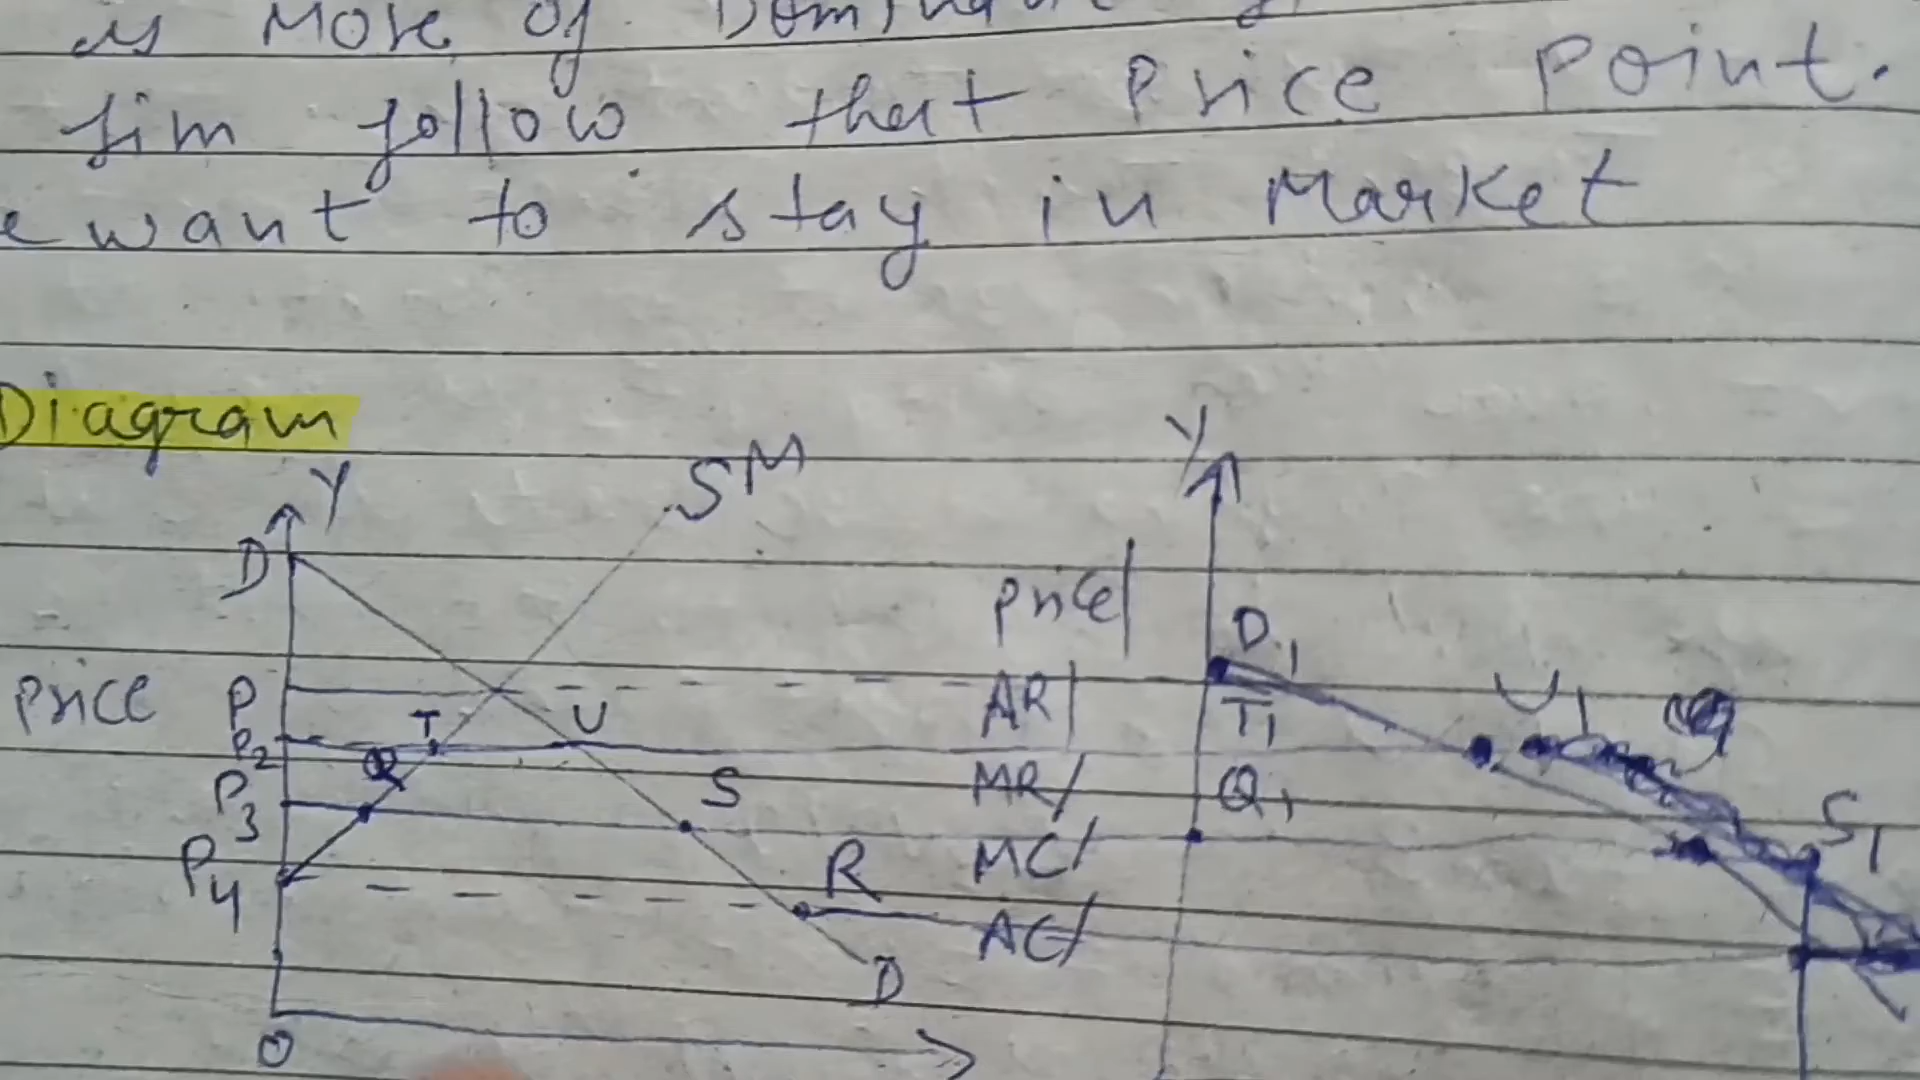 is More of Dominant
firm follow that Price Point.
want to stay in Market
Diagram
Y
S M
Y
D
Price/
D1
Price P
T
U
AR/
T1
U1
P2
Q
MR/
Q1
P3
S
S1
P4
R
MC/
AC/
D
O